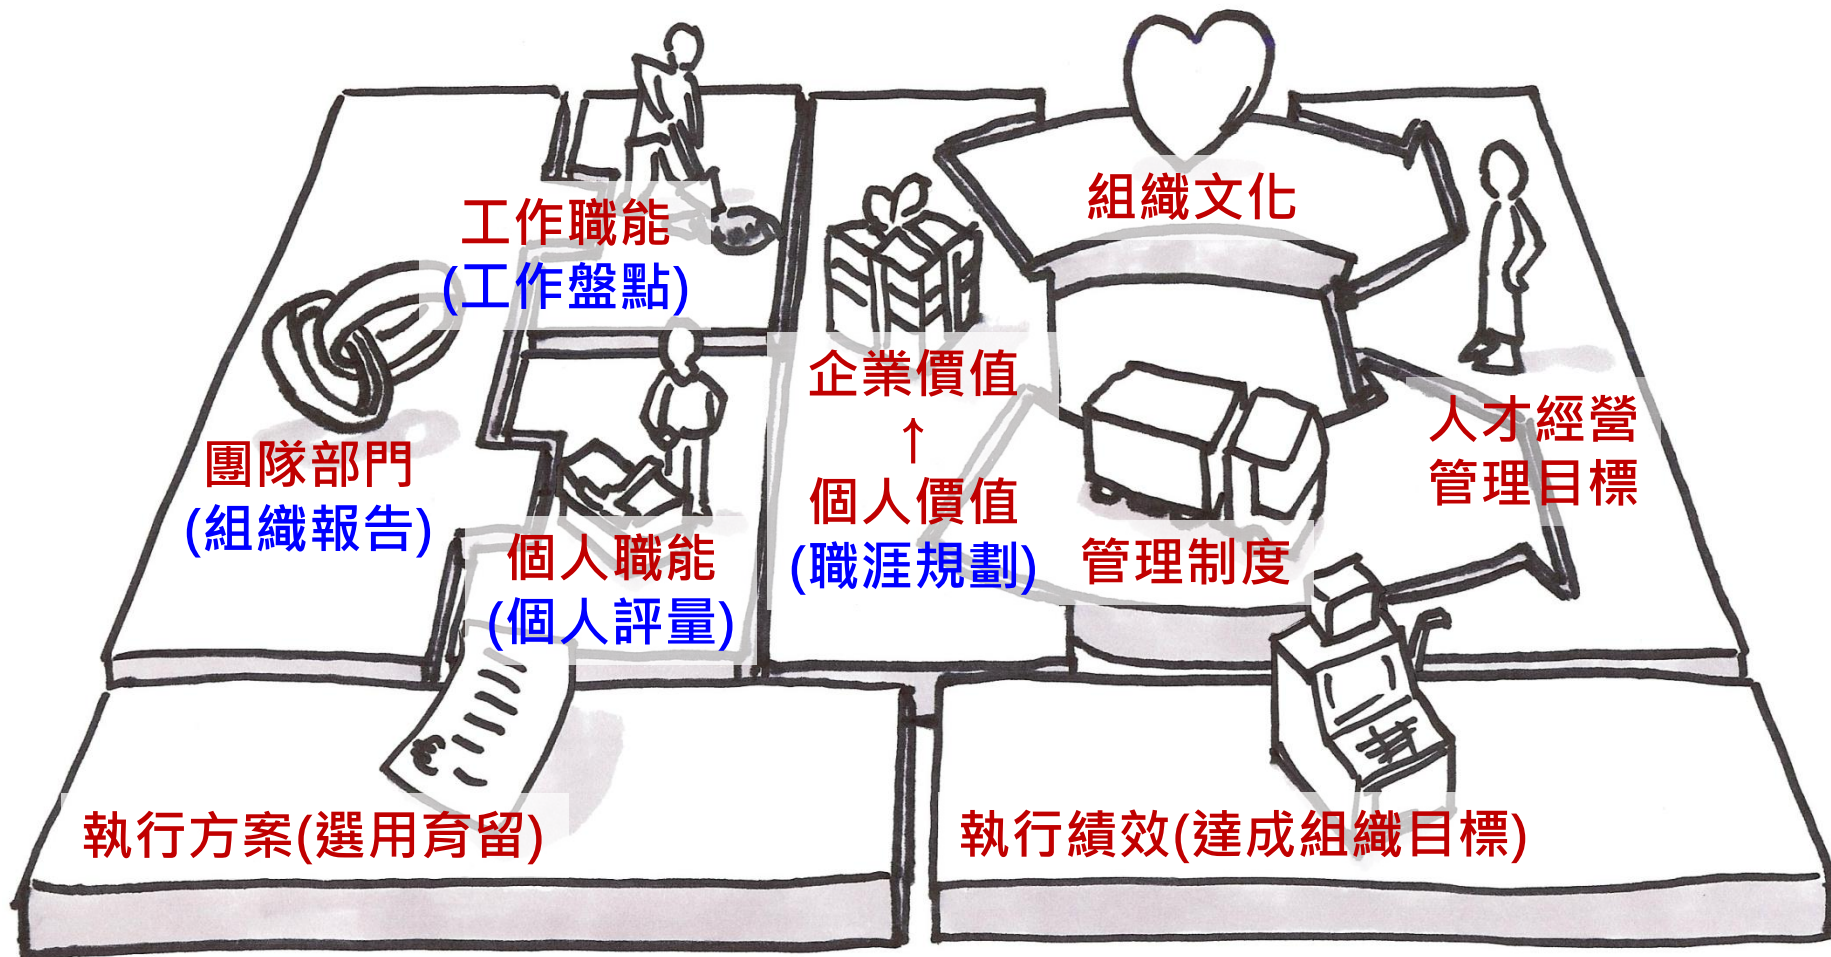 工作職能
(工作盤點)
團隊部門
(組織報告)
個人職能
(個人評量)
企業價值
↑
個人價值
(職涯規劃)
組織文化
管理制度
人才經營
管理目標
執行方案(選用育留)
執行績效(達成組織目標)